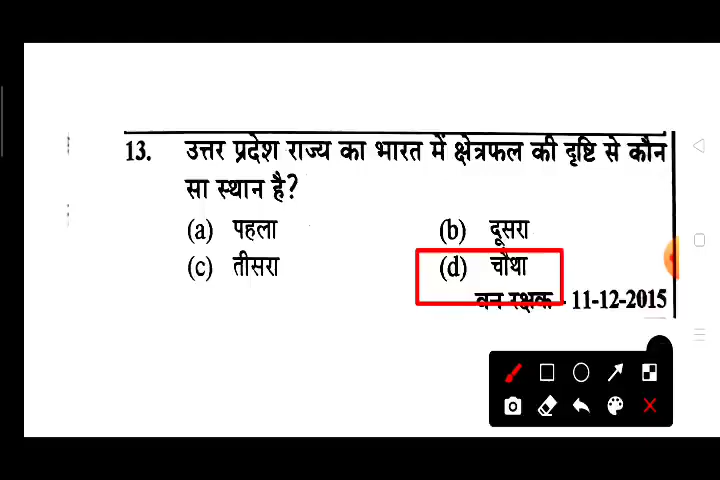 13. उत्तर प्रदेश राज्य का भारत में क्षेत्रफल की दृष्टि से कौन
सा स्थान है?
(a) पहला (b) दूसरा
(c) तीसरा (d) चौथा
वन रक्षक - 11-12-2015